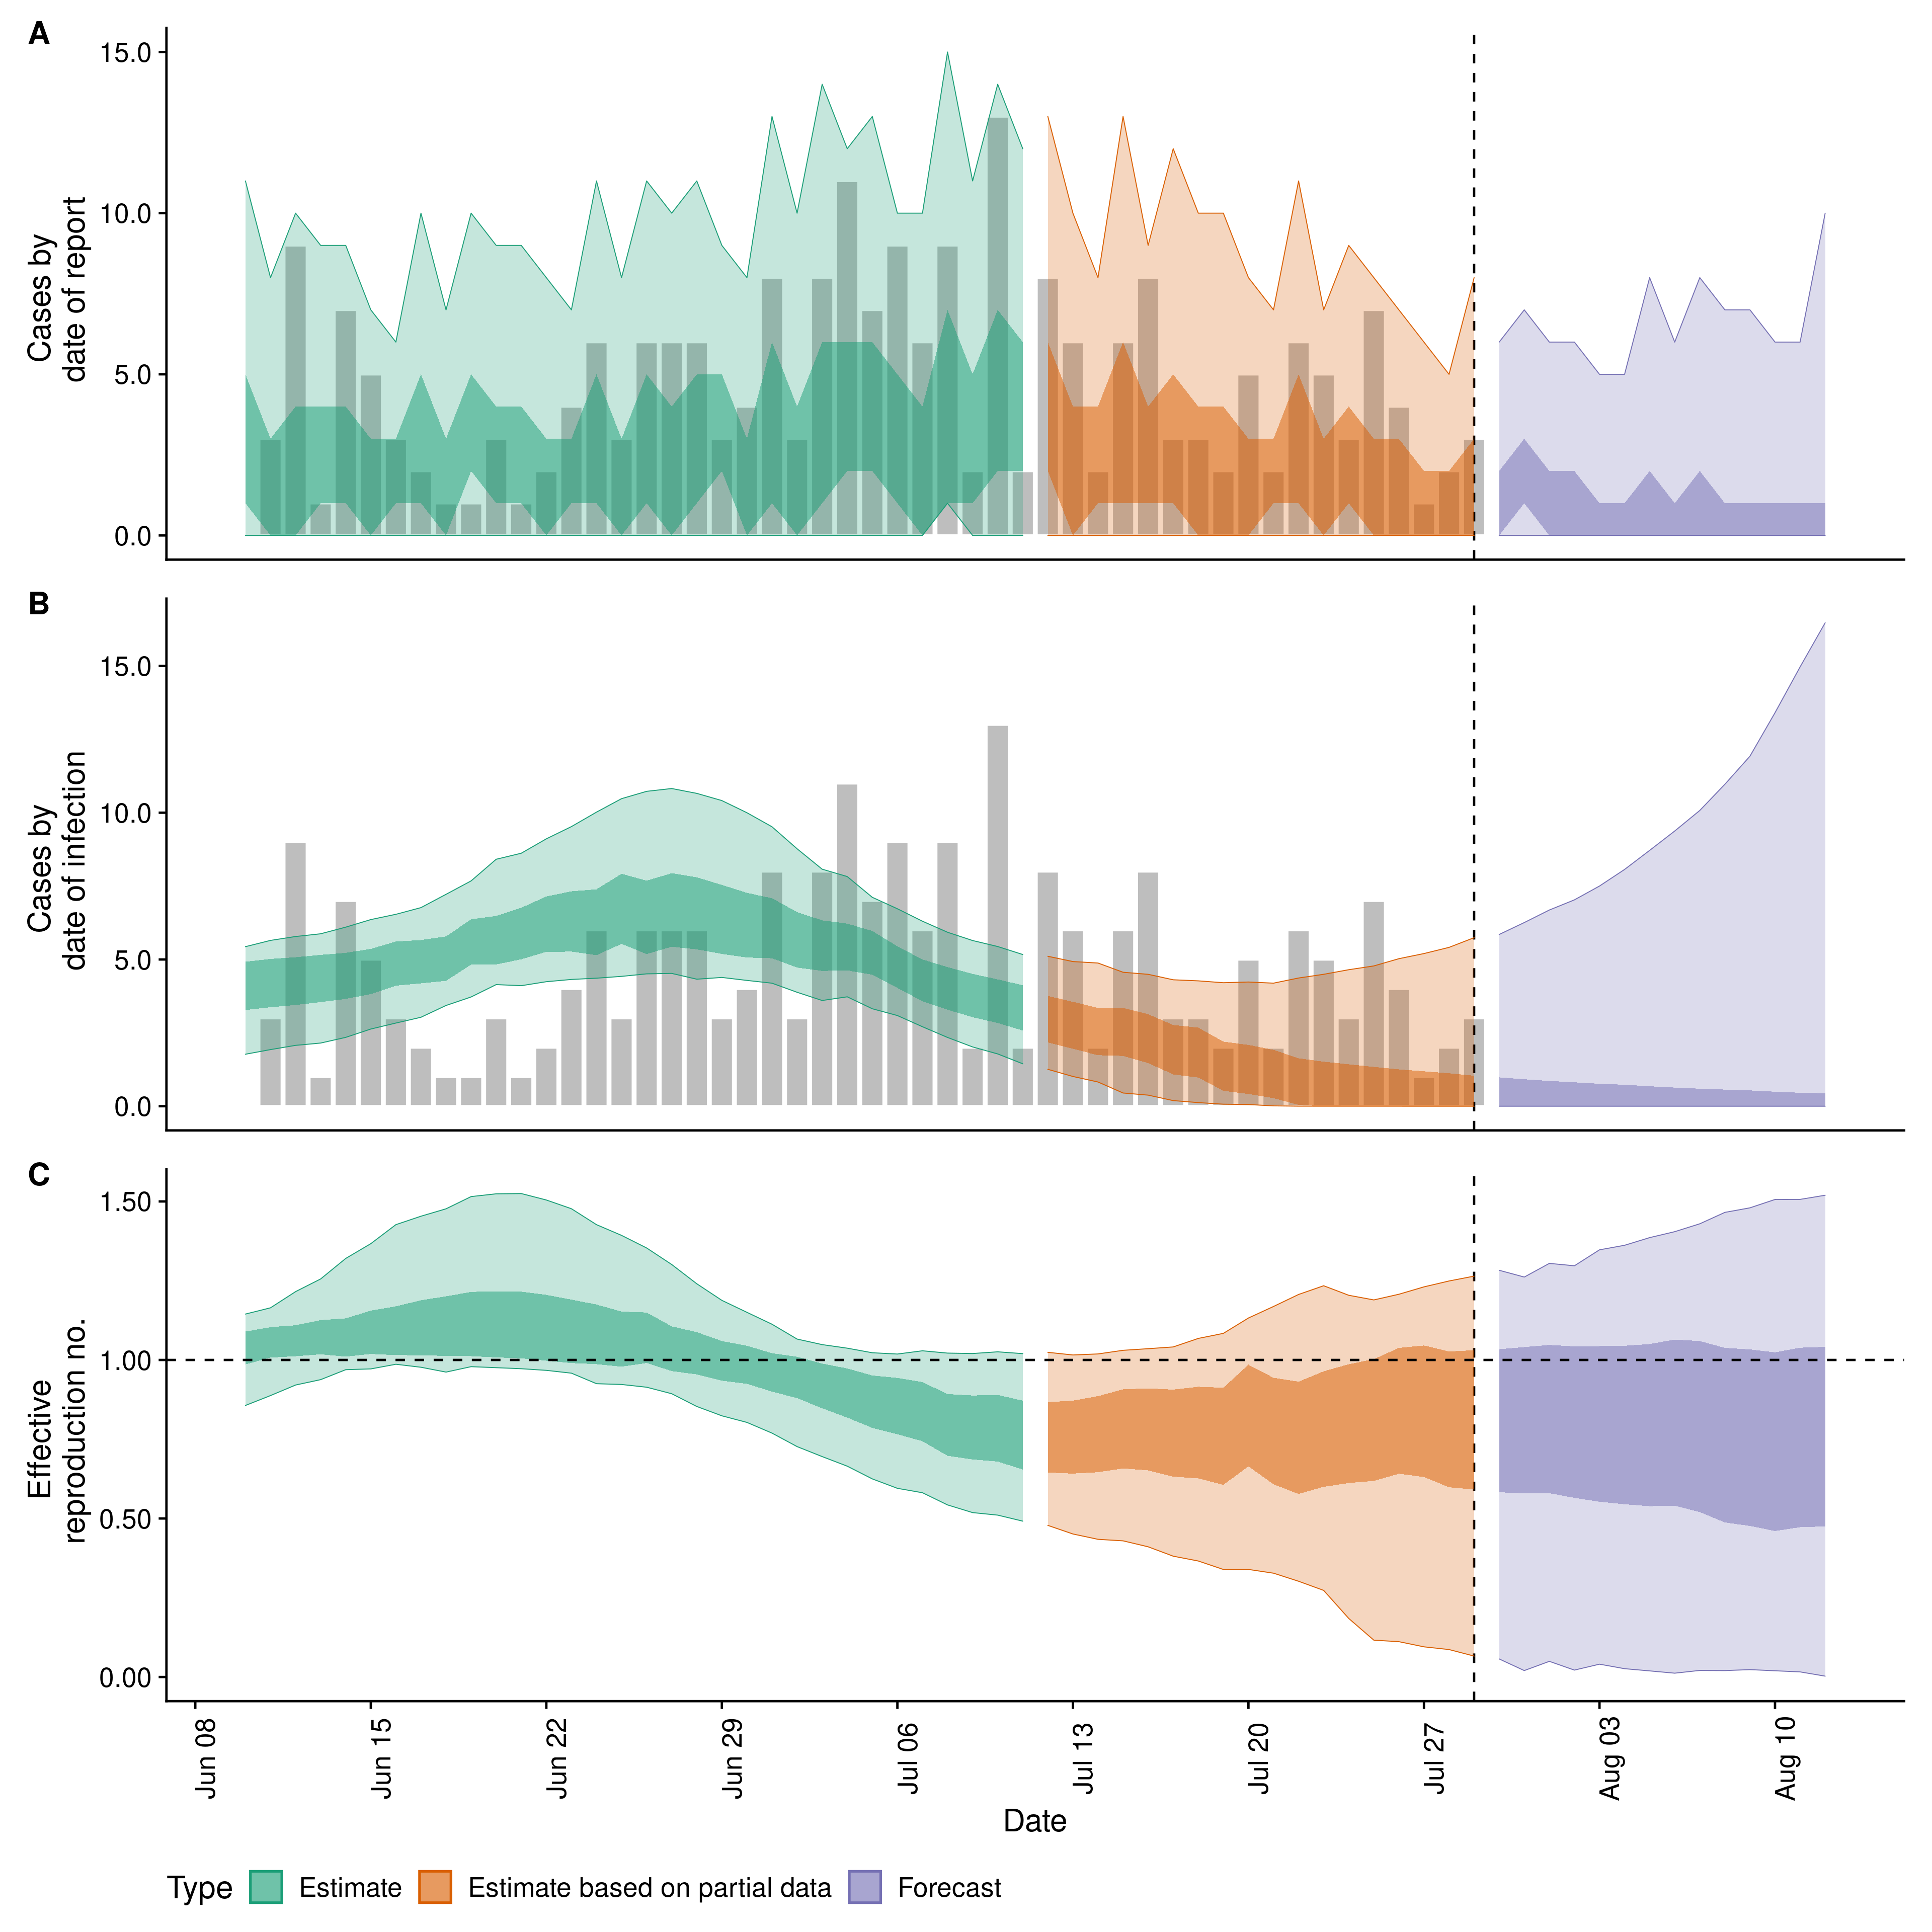 A
15.0
10.0
5.0
0.0
Cases by
date of report
B
15.0
10.0
5.0
0.0
Cases by
date of infection
C
1.50
1.00
0.50
0.00
Effective
reproduction no.
Jun 08
Jun 15
Jun 22
Jun 29
Jul 06
Jul 13
Jul 20
Jul 27
Aug 03
Aug 10
Date
Type Estimate Estimate based on partial data Forecast